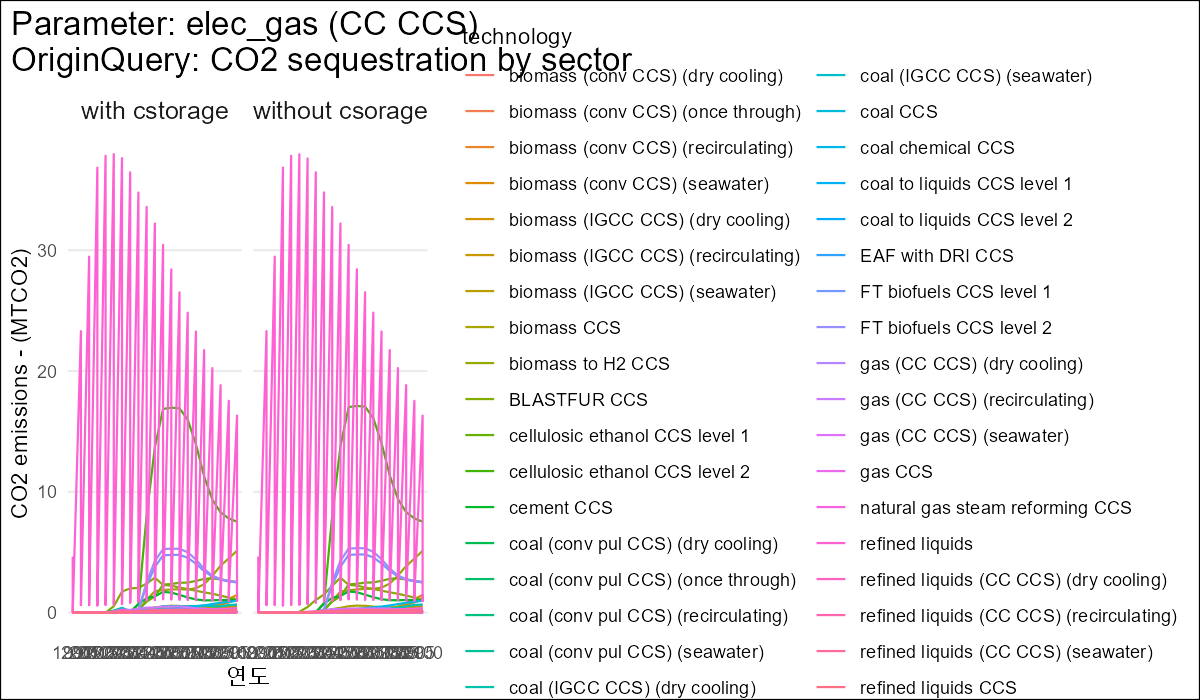 Parameter: elec_gas (CC CCS)
OriginQuery: CO2 sequestration by sector
technology
with cstorage
without csorage
CO2 emissions - (MTCO2)
30
20
10
0
연도
biomass (conv CCS) (dry cooling)
biomass (conv CCS) (once through)
biomass (conv CCS) (recirculating)
biomass (conv CCS) (seawater)
biomass (IGCC CCS) (dry cooling)
biomass (IGCC CCS) (recirculating)
biomass (IGCC CCS) (seawater)
biomass CCS
biomass to H2 CCS
BLASTFUR CCS
cellulosic ethanol CCS level 1
cellulosic ethanol CCS level 2
cement CCS
coal (conv pul CCS) (dry cooling)
coal (conv pul CCS) (once through)
coal (conv pul CCS) (recirculating)
coal (conv pul CCS) (seawater)
coal (IGCC CCS) (dry cooling)
coal (IGCC CCS) (seawater)
coal CCS
coal chemical CCS
coal to liquids CCS level 1
coal to liquids CCS level 2
EAF with DRI CCS
FT biofuels CCS level 1
FT biofuels CCS level 2
gas (CC CCS) (dry cooling)
gas (CC CCS) (recirculating)
gas (CC CCS) (seawater)
gas CCS
natural gas steam reforming CCS
refined liquids
refined liquids (CC CCS) (dry cooling)
refined liquids (CC CCS) (recirculating)
refined liquids (CC CCS) (seawater)
refined liquids CCS